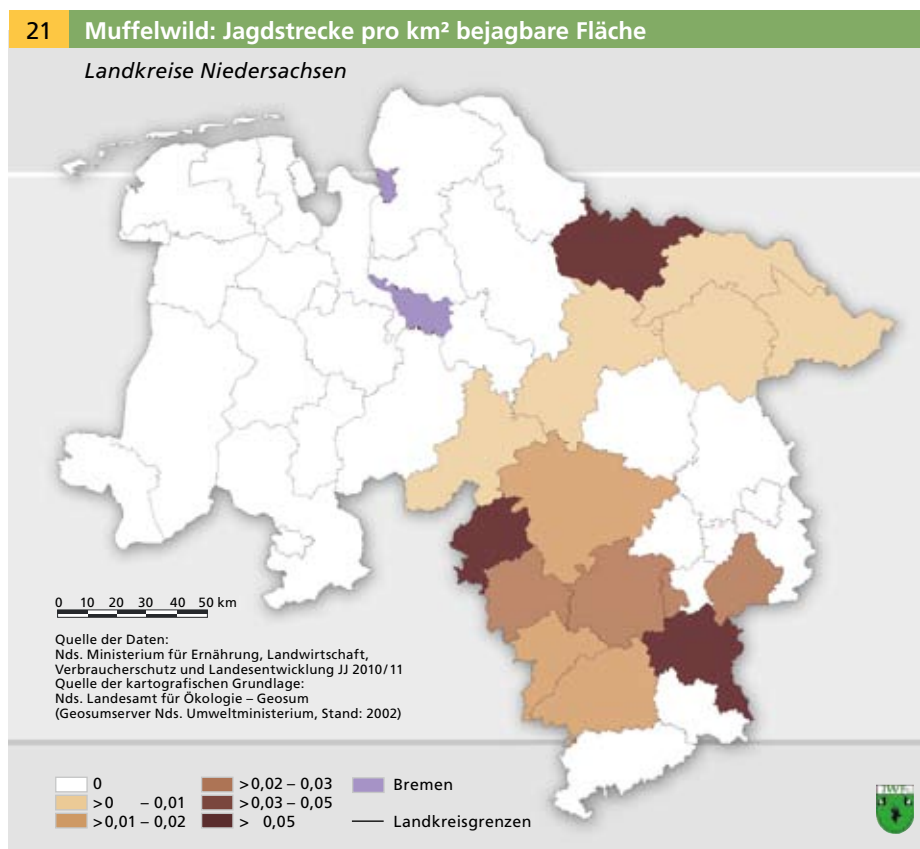 21 Muffelwild: Jagdstrecke pro km² bejagbare Fläche
Landkreise Niedersachsen
0 10 20 30 40 50 km
Quelle der Daten:
Nds. Ministerium für Ernährung, Landwirtschaft,
Verbraucherschutz und Landesentwicklung JJ 2010/11
Quelle der kartografischen Grundlage:
Nds. Landesamt für Ökologie – Geosum
(Geosumserver Nds. Umweltministerium, Stand: 2002)
0
>0 – 0,01
>0,01 – 0,02
>0,02 – 0,03
>0,03 – 0,05
> 0,05
Bremen
Landkreisgrenzen